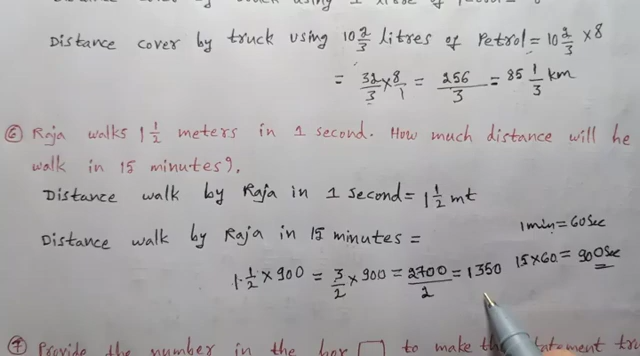 Distance cover by truck using 10 2/3 litres of Petrol = 10 2/3 × 8
= 32/3 × 8/1 = 256/3 = 85 1/3 km
⑥ Raja walks 1 1/2 meters in 1 second. How much distance will he
walk in 15 minutes?
Distance walk by Raja in 1 second = 1 1/2 mt
Distance walk by Raja in 15 minutes =
1 min = 60 Sec
1 1/2 × 900 = 3/2 × 900 = 2700/2 = 1350
15 × 60 = 900 Sec
⑦ Provide the number in the box □ to make the statement tru